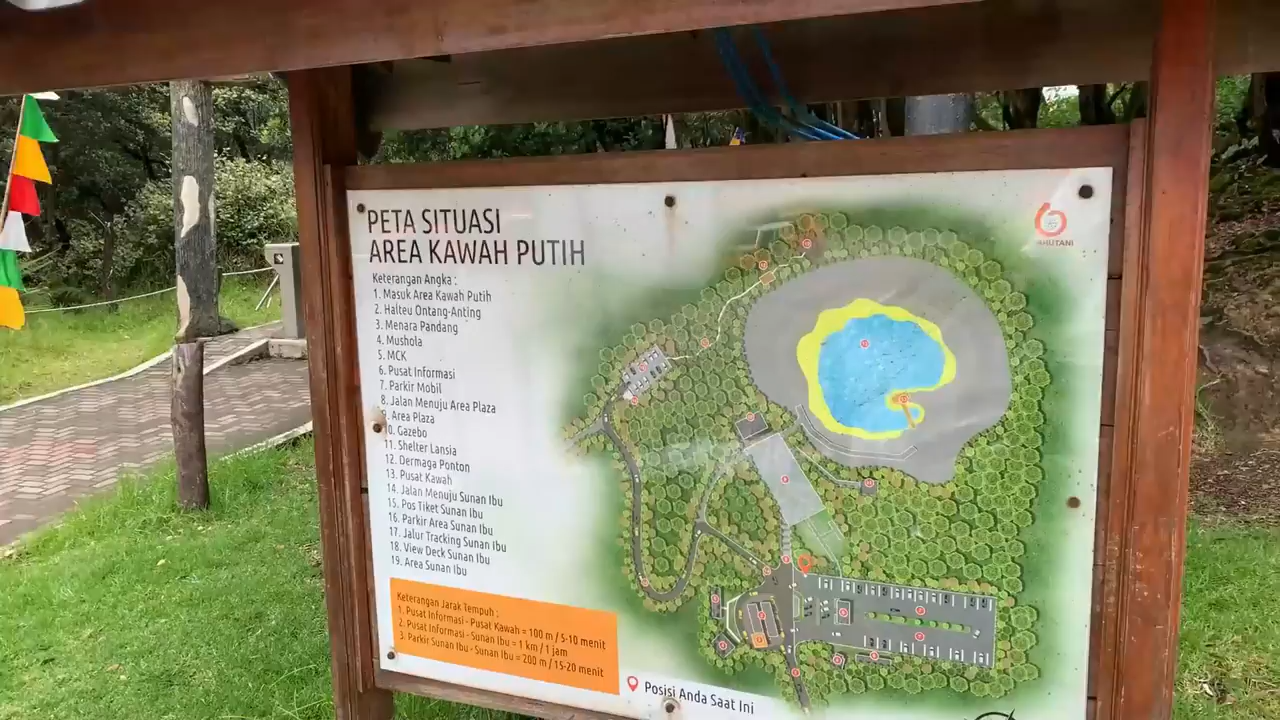 PETA SITUASI
AREA KAWAH PUTIH
Keterangan Angka :
1. Masuk Area Kawah Putih
2. Halteu Ontang-Anting
3. Menara Pandang
4. Mushola
5. MCK
6. Pusat Informasi
7. Parkir Mobil
8. Jalan Menuju Area Plaza
9. Area Plaza
10. Gazebo
11. Shelter Lansia
12. Dermaga Ponton
13. Pusat Kawah
14. Jalan Menuju Sunan Ibu
15. Pos Tiket Sunan Ibu
16. Parkir Area Sunan Ibu
17. Jalur Tracking Sunan Ibu
18. View Deck Sunan Ibu
19. Area Sunan Ibu
Keterangan Jarak Tempuh :
1. Pusat Informasi - Pusat Kawah = 100 m / 5-10 menit
2. Pusat Informasi - Sunan Ibu = 1 km / 1 jam
3. Parkir Sunan Ibu - Sunan Ibu = 200 m / 15-20 menit
Posisi Anda Saat Ini